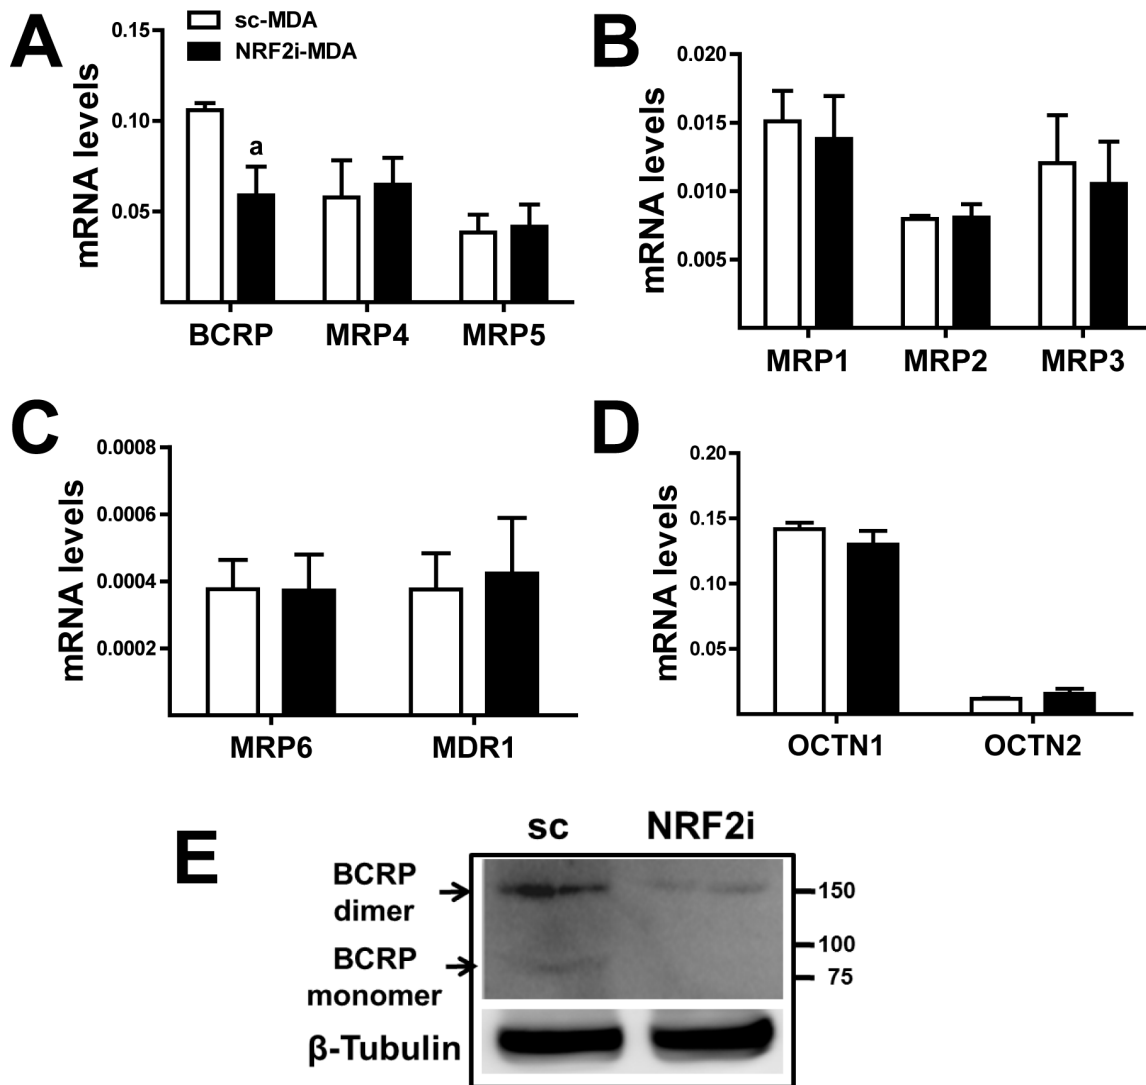 A
sc-MDA
NRF2i-MDA
mRNA levels
0.15
0.10
0.05
a
BCRP MRP4 MRP5
B
mRNA levels
0.020
0.015
0.010
0.005
MRP1 MRP2 MRP3
C
mRNA levels
0.0008
0.0006
0.0004
0.0002
MRP6 MDR1
D
mRNA levels
0.20
0.15
0.10
0.05
OCTN1 OCTN2
E
sc NRF2i
BCRP
dimer
BCRP
monomer
β-Tubulin
150
100
75